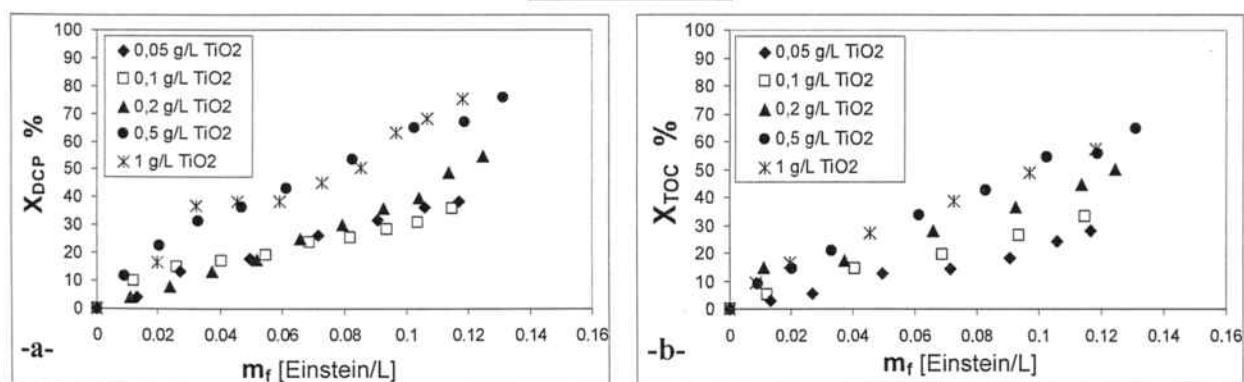 100
90
80
70
60
50
40
30
20
10
0
X_DCP %
0,05 g/L TiO2
0,1 g/L TiO2
0,2 g/L TiO2
0,5 g/L TiO2
1 g/L TiO2
0 0.02 0.04 0.06 0.08 0.1 0.12 0.14 0.16
-a-
m_f [Einstein/L]
100
90
80
70
60
50
40
30
20
10
0
X_TOC %
0,05 g/L TiO2
0,1 g/L TiO2
0,2 g/L TiO2
0,5 g/L TiO2
1 g/L TiO2
0 0.02 0.04 0.06 0.08 0.1 0.12 0.14 0.16
-b-
m_f [Einstein/L]